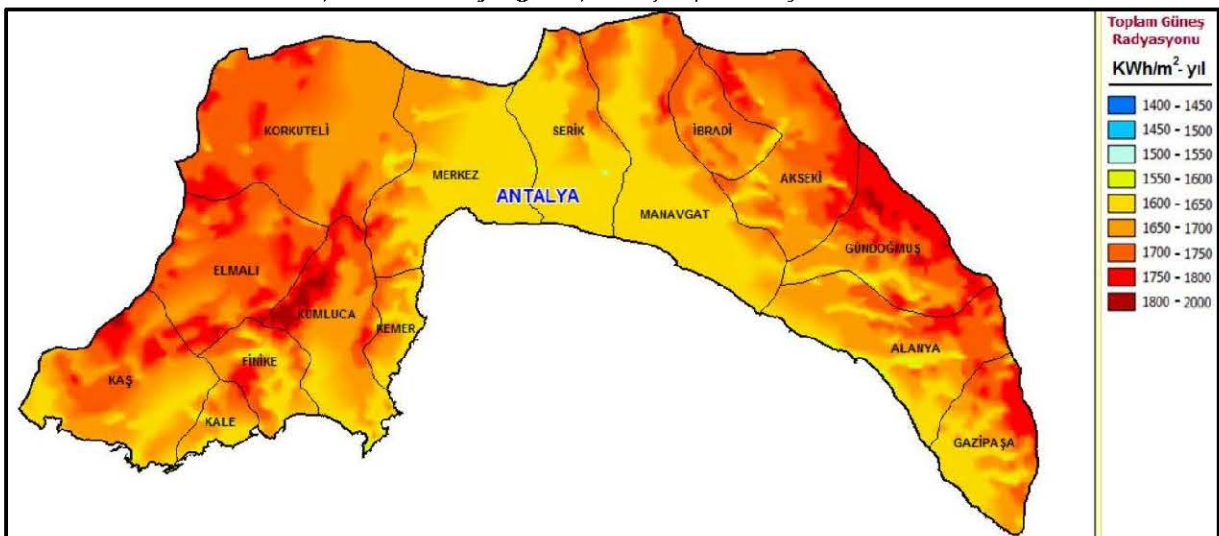 Toplam Güneş
Radyasyonu
KWh/m²- yıl
1400 - 1450
1450 - 1500
1500 - 1550
1550 - 1600
1600 - 1650
1650 - 1700
1700 - 1750
1750 - 1800
1800 - 2000
KORKUTELİ
MERKEZ
SERİK
İBRADİ
AKSEKİ
ANTALYA
MANAVGAT
GÜNDOĞMUŞ
ELMALI
KUMLUCA
KEMER
FİNİKE
ALANYA
KAŞ
KALE
GAZİPAŞA